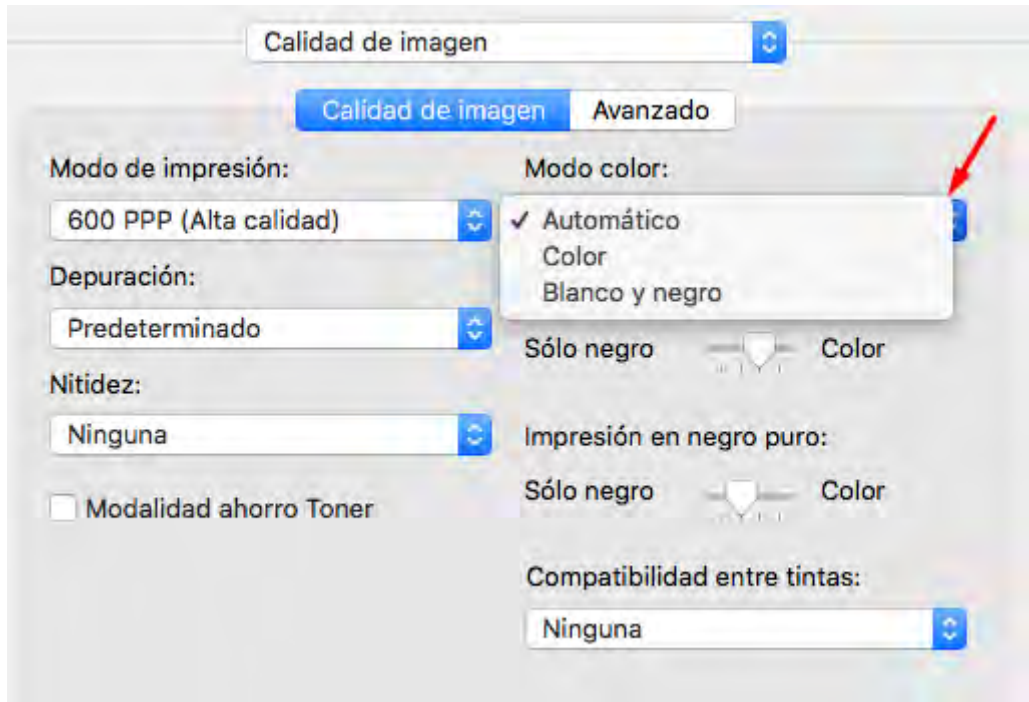 Calidad de imagen
Calidad de imagen Avanzado
Modo de impresión:
600 PPP (Alta calidad)
Depuración:
Predeterminado
Nitidez:
Ninguna
Modalidad ahorro Toner
Modo color:
✓ Automático
Color
Blanco y negro
Sólo negro Color
Impresión en negro puro:
Sólo negro Color
Compatibilidad entre tintas:
Ninguna